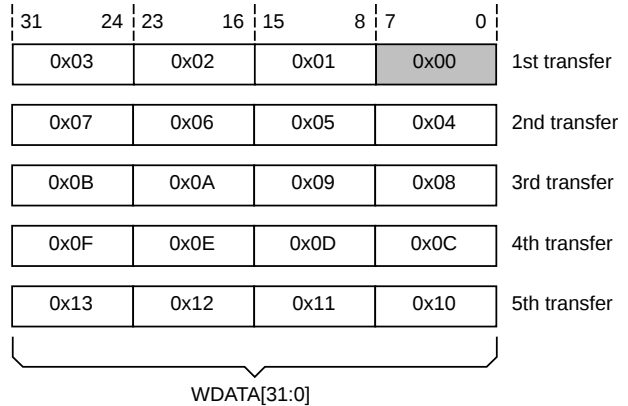 31 24 23 16 15 8 7 0
0x03 0x02 0x01 0x00 1st transfer
0x07 0x06 0x05 0x04 2nd transfer
0x0B 0x0A 0x09 0x08 3rd transfer
0x0F 0x0E 0x0D 0x0C 4th transfer
0x13 0x12 0x11 0x10 5th transfer
WDATA[31:0]